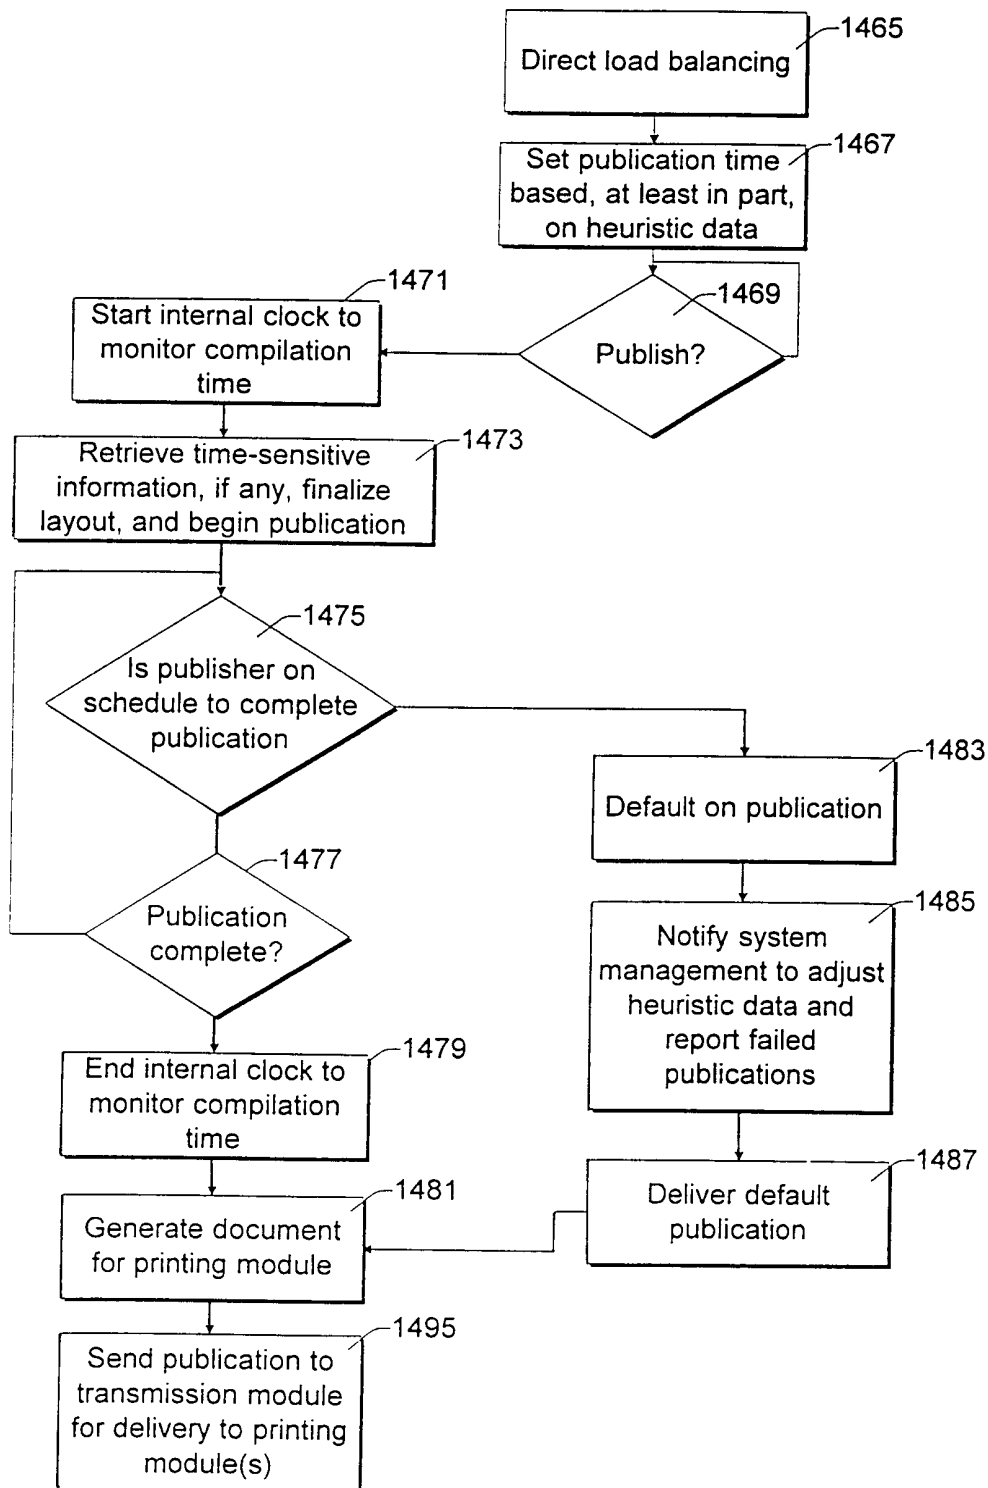 1465
Direct load balancing
1467
Set publication time
based, at least in part,
on heuristic data
1469
Publish?
1471
Start internal clock to
monitor compilation
time
1473
Retrieve time-sensitive
information, if any, finalize
layout, and begin publication
1475
Is publisher on
schedule to complete
publication
1477
Publication
complete?
1479
End internal clock to
monitor compilation
time
1481
Generate document
for printing module
1495
Send publication to
transmission module
for delivery to printing
module(s)
1483
Default on publication
1485
Notify system
management to adjust
heuristic data and
report failed
publications
1487
Deliver default
publication